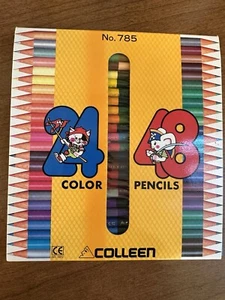 No. 785
24 48
COLOR PENCILS
CE COLLEEN